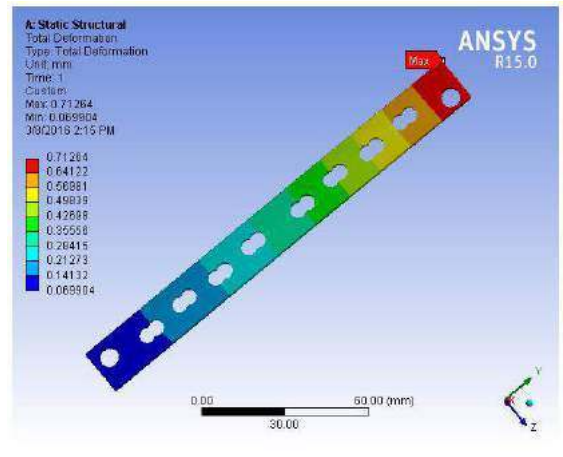 A: Static Structural
Total Deformation
Type: Total Deformation
Unit: mm
Time: 1
Custom
Max: 0.71264
Min: 0.069904
3/8/2016 2:15 PM
0.71264
0.64122
0.56981
0.49839
0.42698
0.35556
0.28415
0.21273
0.14132
0.069904
Max
ANSYS
R15.0
0.00
60.00 (mm)
30.00
Y
X
Z